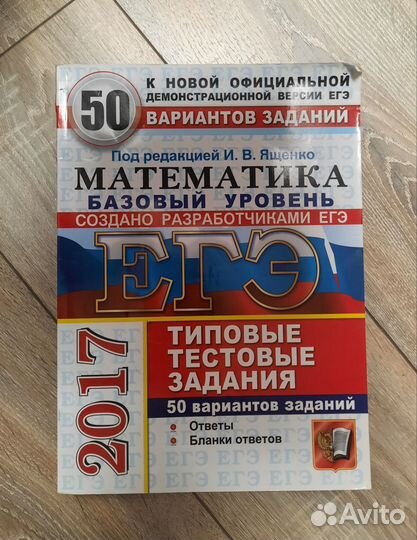 50
К НОВОЙ ОФИЦИАЛЬНОЙ
ДЕМОНСТРАЦИОННОЙ ВЕРСИИ ЕГЭ
ВАРИАНТОВ ЗАДАНИЙ
Под редакцией И. В. Ященко
МАТЕМАТИКА
БАЗОВЫЙ УРОВЕНЬ
СОЗДАНО РАЗРАБОТЧИКАМИ ЕГЭ
ЕГЭ
2017
ТИПОВЫЕ
ТЕСТОВЫЕ
ЗАДАНИЯ
50 вариантов заданий
Ответы
Бланки ответов
Avito